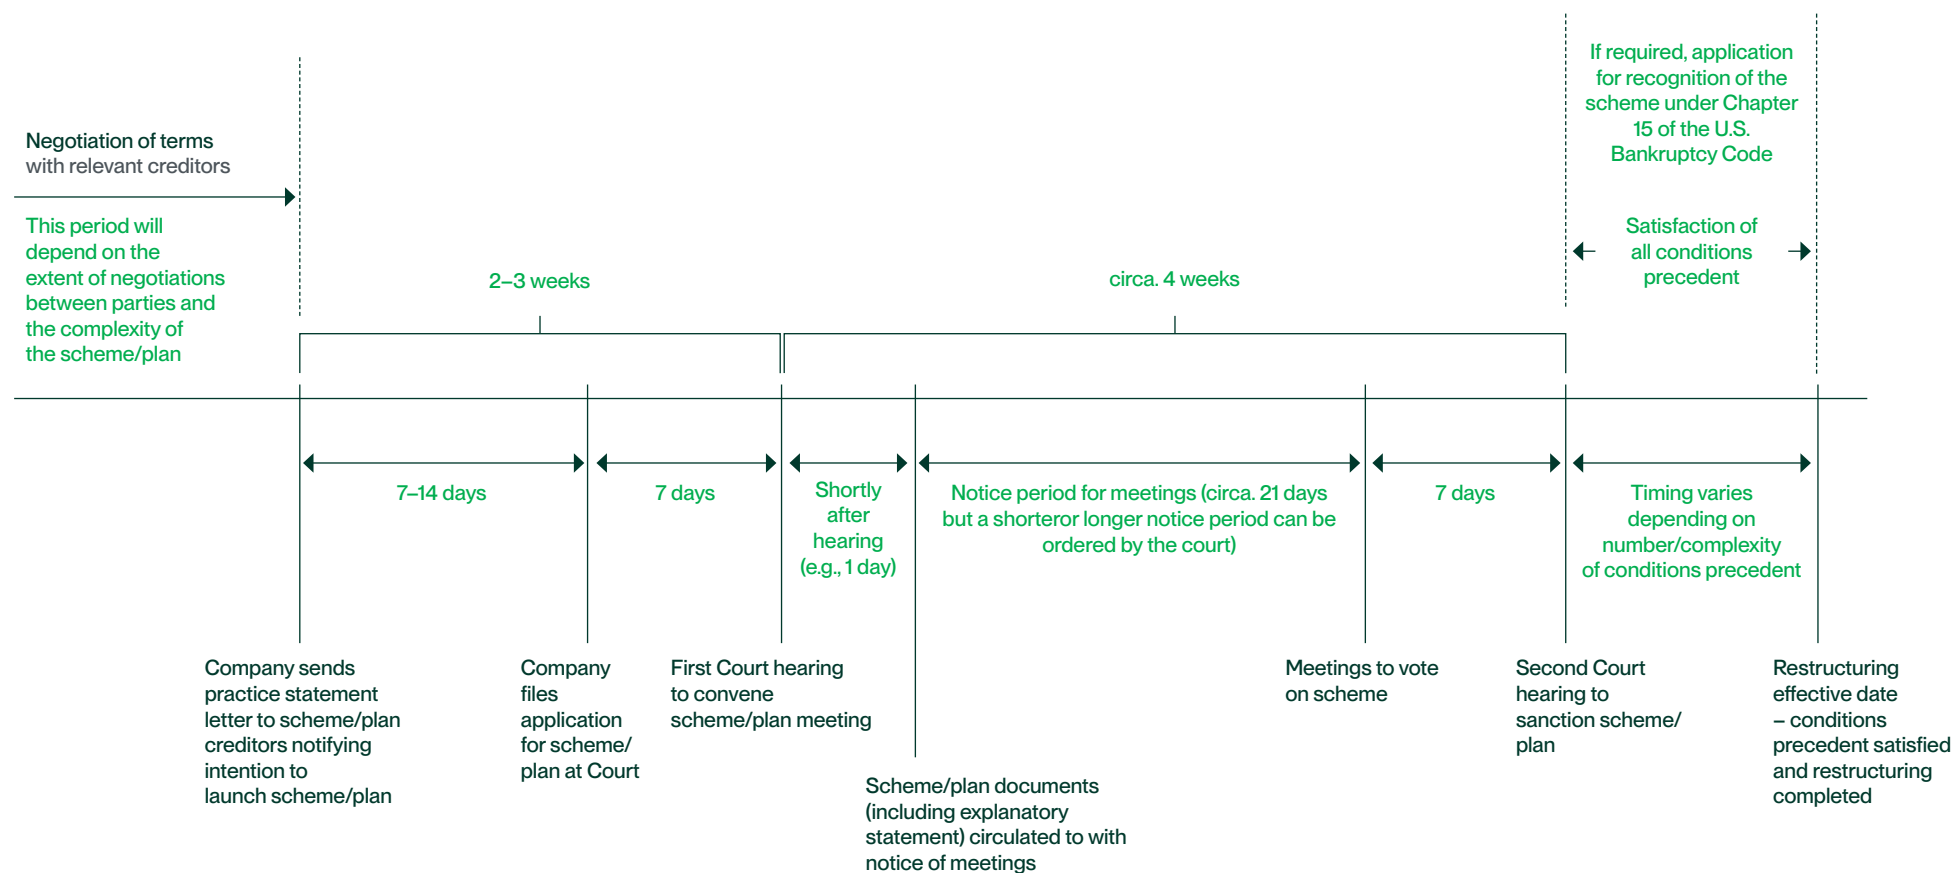 Negotiation of terms
with relevant creditors
This period will
depend on the
extent of negotiations
between parties and
the complexity of
the scheme/plan
2–3 weeks
circa. 4 weeks
If required, application
for recognition of the
scheme under Chapter
15 of the U.S.
Bankruptcy Code
Satisfaction of
all conditions
precedent
7–14 days
7 days
Shortly
after
hearing
(e.g., 1 day)
Notice period for meetings (circa. 21 days
but a shorteror longer notice period can be
ordered by the court)
7 days
Timing varies
depending on
number/complexity
of conditions precedent
Company sends
practice statement
letter to scheme/plan
creditors notifying
intention to
launch scheme/plan
Company
files
application
for scheme/
plan at Court
First Court hearing
to convene
scheme/plan meeting
Scheme/plan documents
(including explanatory
statement) circulated to with
notice of meetings
Meetings to vote
on scheme
Second Court
hearing to
sanction scheme/
plan
Restructuring
effective date
– conditions
precedent satisfied
and restructuring
completed